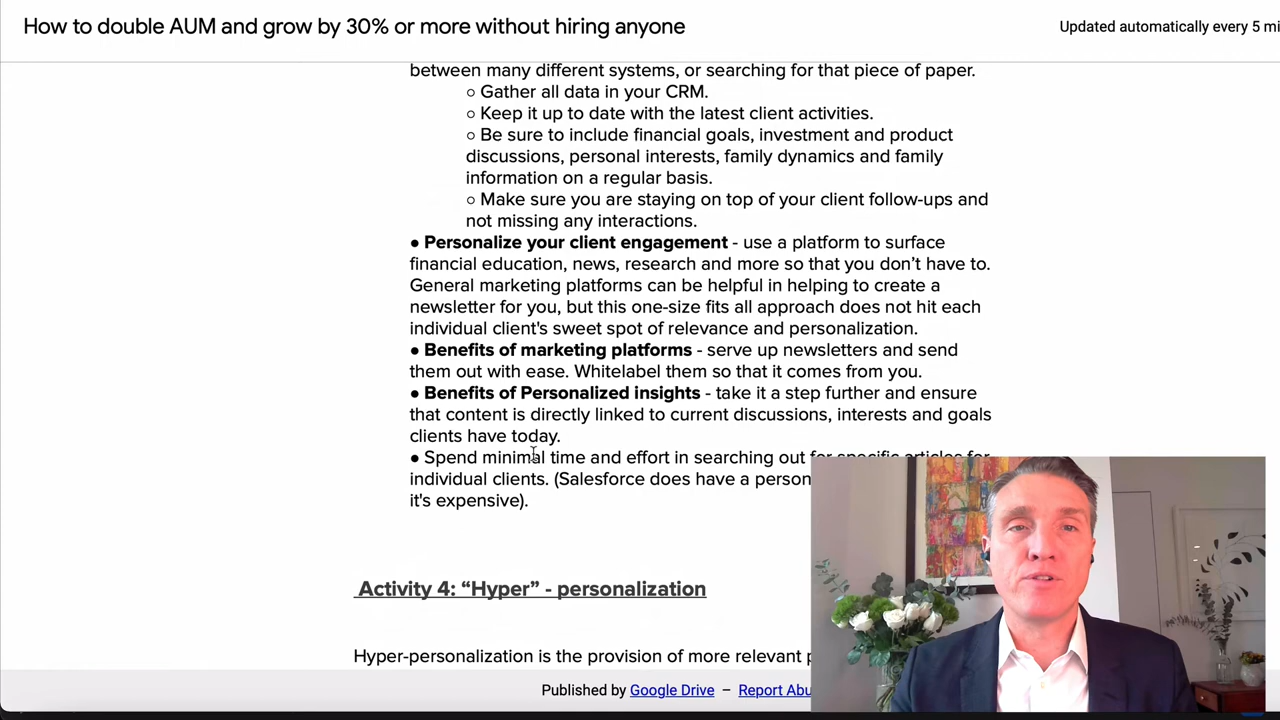 How to double AUM and grow by 30% or more without hiring anyone
Updated automatically every 5 mi
between many different systems, or searching for that piece of paper.
○ Gather all data in your CRM.
○ Keep it up to date with the latest client activities.
○ Be sure to include financial goals, investment and product
discussions, personal interests, family dynamics and family
information on a regular basis.
○ Make sure you are staying on top of your client follow-ups and
not missing any interactions.
● Personalize your client engagement - use a platform to surface
financial education, news, research and more so that you don’t have to.
General marketing platforms can be helpful in helping to create a
newsletter for you, but this one-size fits all approach does not hit each
individual client's sweet spot of relevance and personalization.
● Benefits of marketing platforms - serve up newsletters and send
them out with ease. Whitelabel them so that it comes from you.
● Benefits of Personalized insights - take it a step further and ensure
that content is directly linked to current discussions, interests and goals
clients have today.
● Spend minimal time and effort in searching out for specific articles for
individual clients. (Salesforce does have a person
it's expensive).
Activity 4: “Hyper” - personalization
Hyper-personalization is the provision of more relevant p
Published by Google Drive – Report Abu